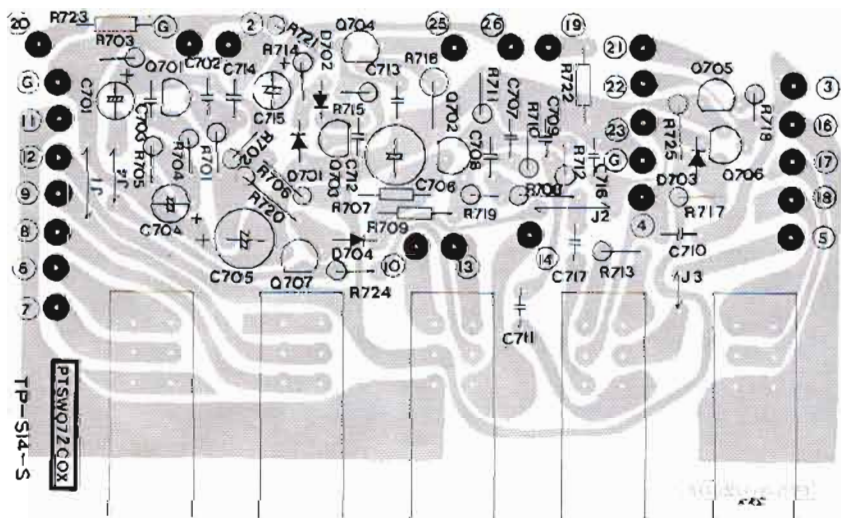 20
R723
G
2
R721
Q704
25
26
19
21
R703
R714
D702
R716
Q705
G
C701
Q701
C702
C714
C715
R715
C713
R711
C707
R710
C709
R722
22
3
11
C703
R718
16
12
J1
J1
R705
R704
R701
R702
D701
Q703
C712
Q702
C708
R712
C716
23
R725
Q706
17
9
R706
R707
C706
R719
R708
G
D703
R717
18
C704
R720
R709
J2
4
8
C705
D704
10
13
14
C717
R713
C710
5
6
Q707
R724
J3
7
C711
PTSW072COX
TP-S14-S